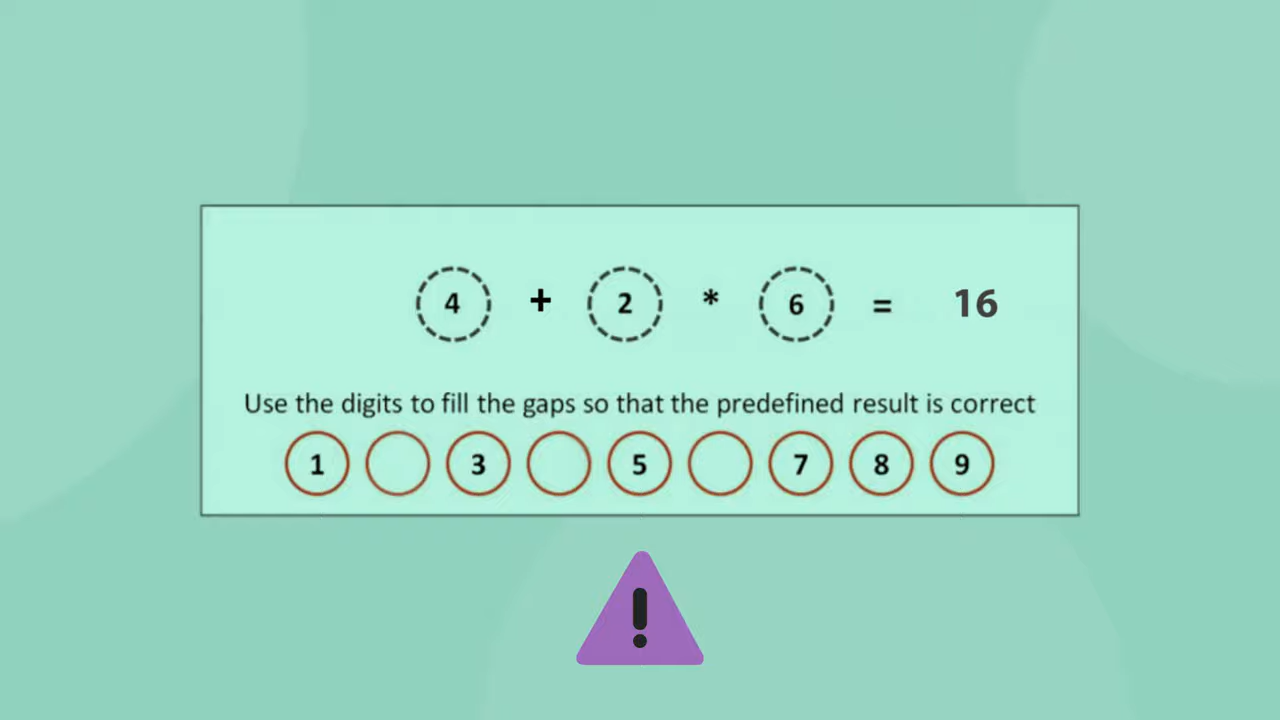 4 + 2 * 6 = 16
Use the digits to fill the gaps so that the predefined result is correct
1 3 5 7 8 9
!